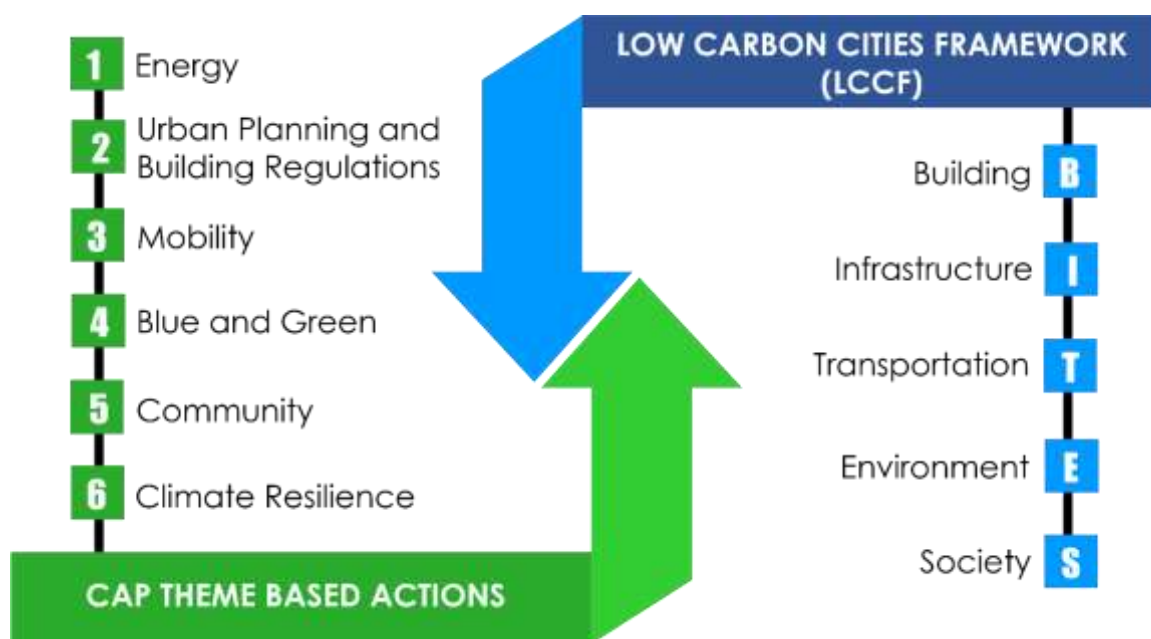 1 Energy
2 Urban Planning and
Building Regulations
3 Mobility
4 Blue and Green
5 Community
6 Climate Resilience
CAP THEME BASED ACTIONS
LOW CARBON CITIES FRAMEWORK
(LCCF)
Building B
Infrastructure I
Transportation T
Environment E
Society S